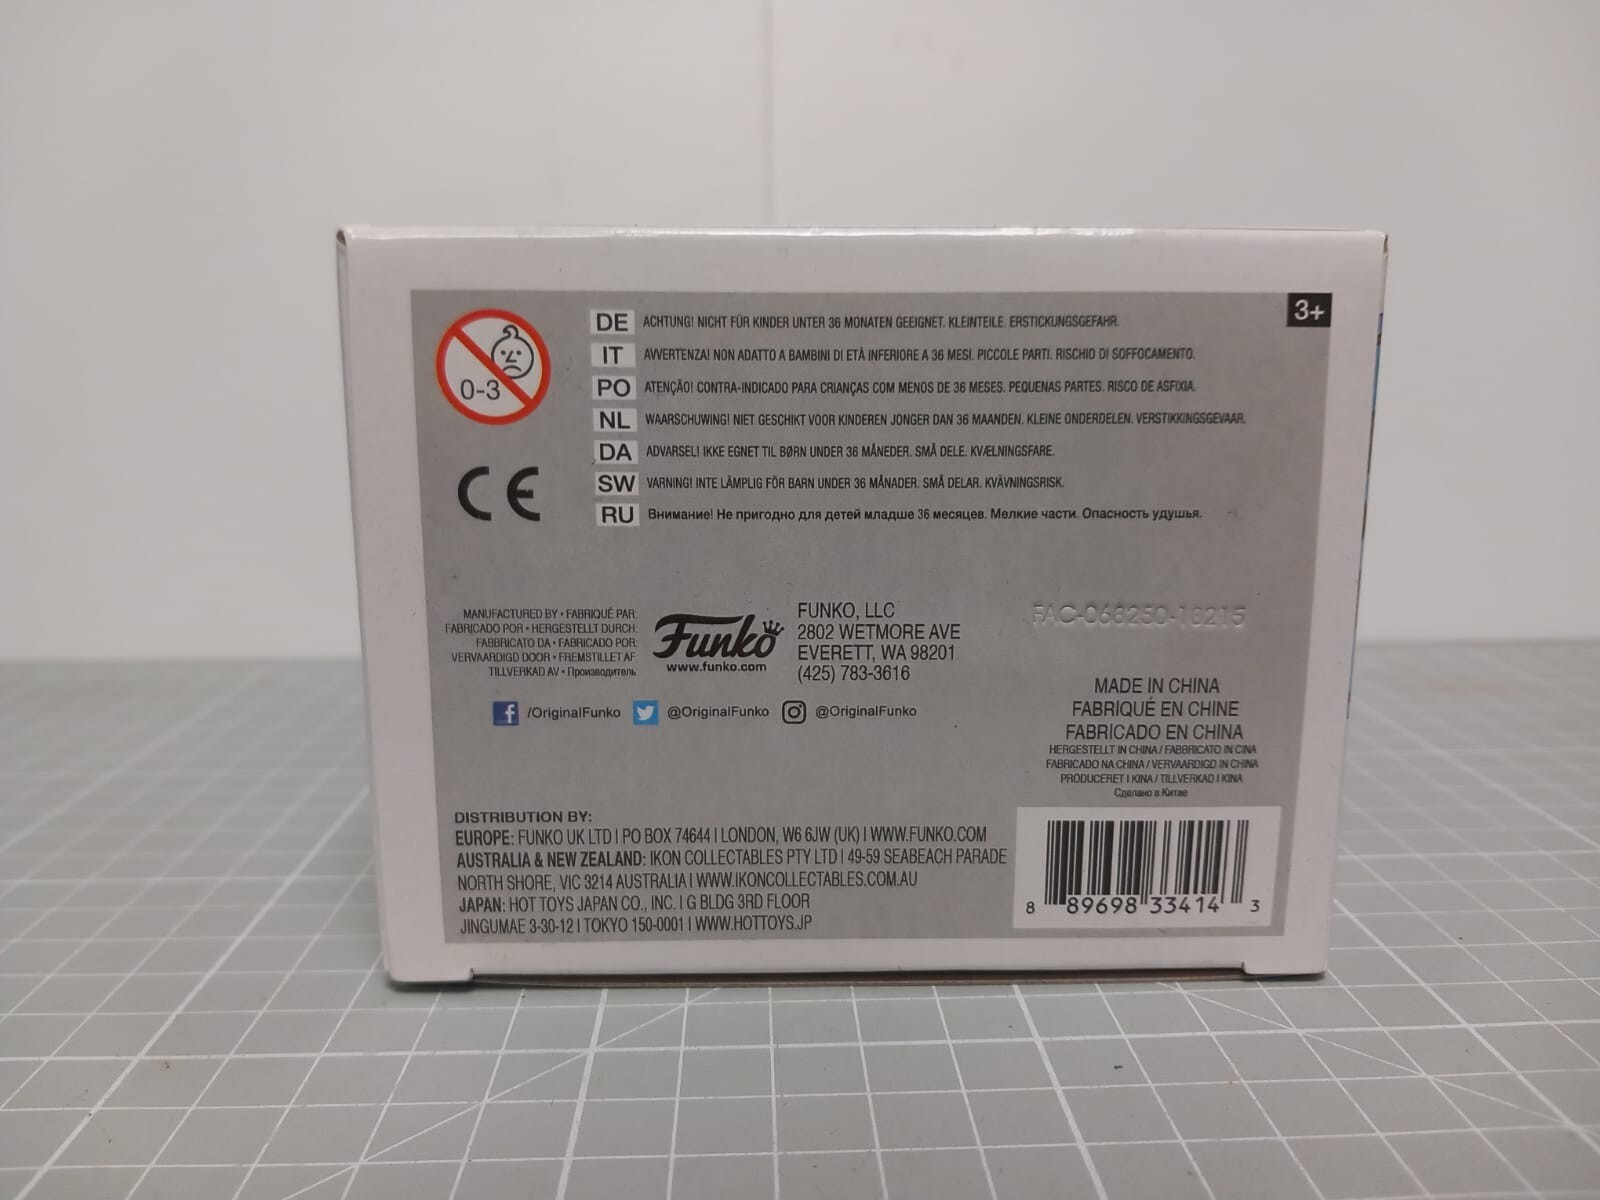 3+
0-3
DE ACHTUNG! NICHT FÜR KINDER UNTER 36 MONATEN GEEIGNET. KLEINTEILE. ERSTICKUNGSGEFAHR.
IT AVVERTENZA! NON ADATTO A BAMBINI DI ETÀ INFERIORE A 36 MESI. PICCOLE PARTI. RISCHIO DI SOFFOCAMENTO.
PO ATENÇÃO! CONTRA-INDICADO PARA CRIANÇAS COM MENOS DE 36 MESES. PEQUENAS PARTES. RISCO DE ASFIXIA.
NL WAARSCHUWING! NIET GESCHIKT VOOR KINDEREN JONGER DAN 36 MAANDEN. KLEINE ONDERDELEN. VERSTIKKINGSGEVAAR.
DA ADVARSEL! IKKE EGNET TIL BØRN UNDER 36 MÅNEDER. SMÅ DELE. KVÆLNINGSFARE.
SW VARNING! INTE LÄMPLIG FÖR BARN UNDER 36 MÅNADER. SMÅ DELAR. KVÄVNINGSRISK.
RU Внимание! Не пригодно для детей младше 36 месяцев. Мелкие части. Опасность удушья.
CE
MANUFACTURED BY • FABRIQUÉ PAR:
FABRICADO POR • HERGESTELLT DURCH:
FABBRICATO DA • FABRICADO POR:
VERVAARDIGD DOOR • FREMSTILLET AF:
TILLVERKAD AV • Производитель:
Funko
www.funko.com
FUNKO, LLC
2802 WETMORE AVE
EVERETT, WA 98201
(425) 783-3616
/OriginalFunko @OriginalFunko @OriginalFunko
FAC-068250-18215
MADE IN CHINA
FABRIQUÉ EN CHINE
FABRICADO EN CHINA
HERGESTELLT IN CHINA / FABBRICATO IN CINA
FABRICADO NA CHINA / VERVAARDIGD IN CHINA
PRODUCERET I KINA / TILLVERKAD I KINA
Сделано в Китае
DISTRIBUTION BY:
EUROPE: FUNKO UK LTD | PO BOX 74644 | LONDON, W6 6JW (UK) | WWW.FUNKO.COM
AUSTRALIA & NEW ZEALAND: IKON COLLECTABLES PTY LTD | 49-59 SEABEACH PARADE
NORTH SHORE, VIC 3214 AUSTRALIA | WWW.IKONCOLLECTABLES.COM.AU
JAPAN: HOT TOYS JAPAN CO., INC. | G BLDG 3RD FLOOR
JINGUMAE 3-30-12 | TOKYO 150-0001 | WWW.HOTTOYS.JP
8 89698 33414 3